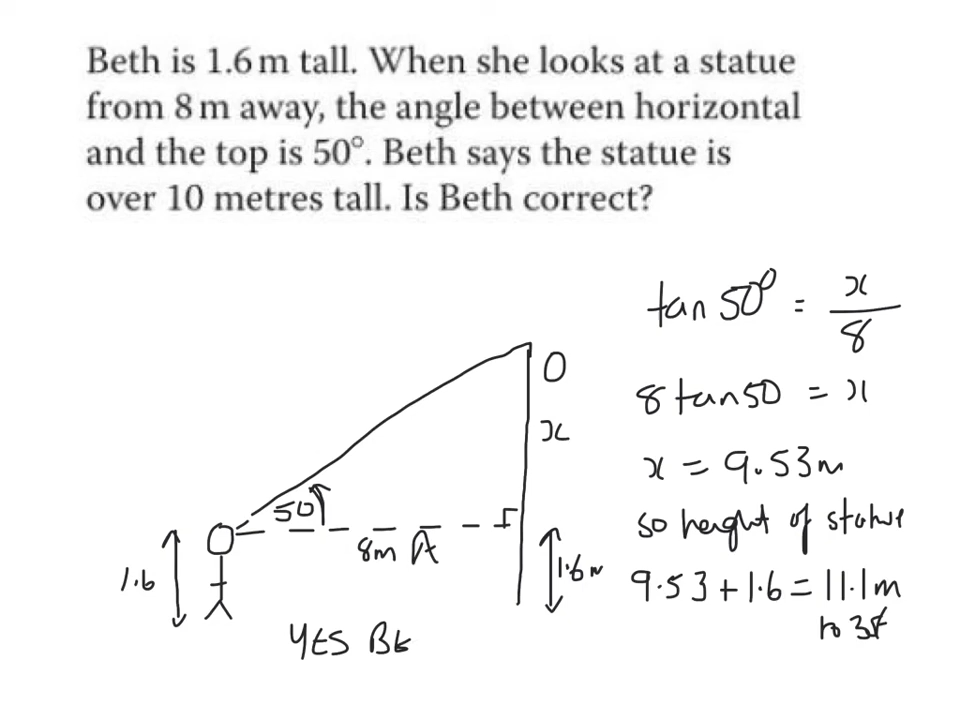 Beth is 1.6 m tall. When she looks at a statue
from 8 m away, the angle between horizontal
and the top is 50°. Beth says the statue is
over 10 metres tall. Is Beth correct?
tan 50° = x/8
8 tan 50 = x
x = 9.53m
so height of statue
9.53 + 1.6 = 11.1m
to 3sf
O
x
50
8m A
1.6
1.6m
YES Be